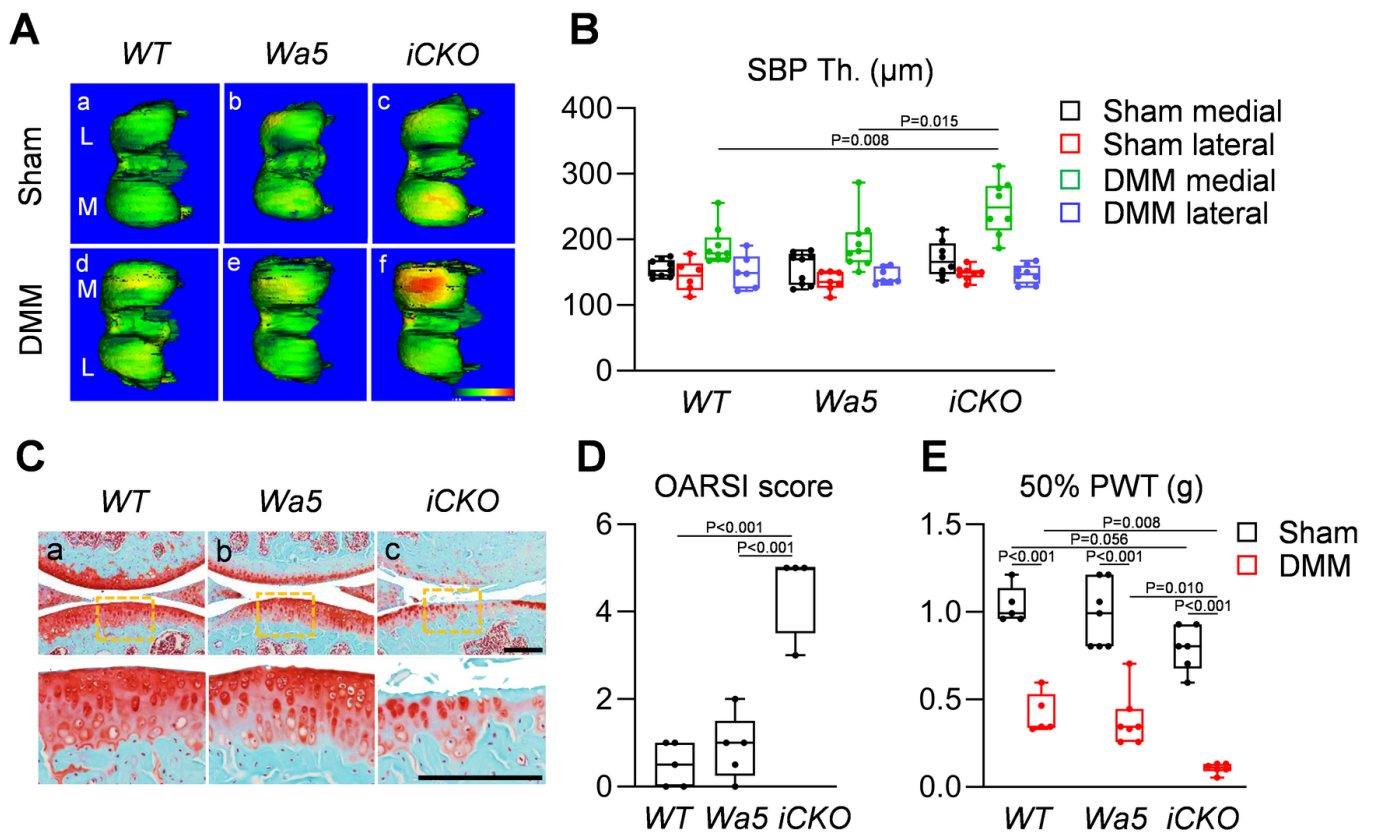 A
WT
Wa5
iCKO
Sham
DMM
a
L
M
b
c
d
M
L
e
f
B
SBP Th. (µm)
400
300
200
100
0
P=0.015
P=0.008
WT
Wa5
iCKO
Sham medial
Sham lateral
DMM medial
DMM lateral
C
WT
Wa5
iCKO
a
b
c
D
OARSI score
6
4
2
0
P<0.001
P<0.001
WT
Wa5
iCKO
E
50% PWT (g)
1.5
1.0
0.5
0.0
P=0.008
P=0.056
P<0.001
P<0.001
P=0.010
P<0.001
Sham
DMM
WT
Wa5
iCKO